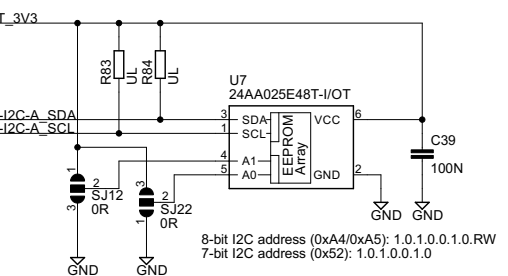 T_3V3
R83
UL
R84
UL
U7
24AA025E48T-I/OT
-I2C-A_SDA
-I2C-A_SCL
3
SDA
1
SCL
4
A1
5
A0
EEPROM
Array
VCC
6
GND
2
C39
100N
1
2
3
SJ12
0R
3
2
1
SJ22
0R
GND
GND
GND
GND
8-bit I2C address (0xA4/0xA5): 1.0.1.0.0.1.0.RW
7-bit I2C address (0x52): 1.0.1.0.0.1.0